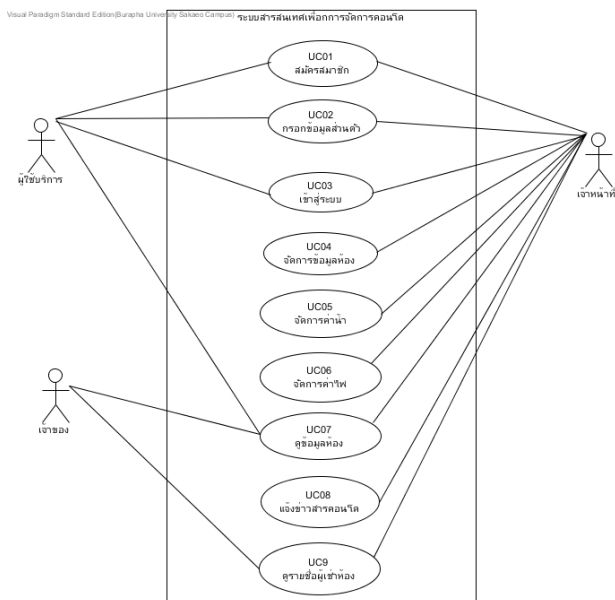 Visual Paradigm Standard Edition(Burapha University Sakaeo Campus)
ระบบสารสนเทศเพื่อการจัดการคอนโด
UC01
สมัครสมาชิก
UC02
กรอกข้อมูลส่วนตัว
ผู้ใช้บริการ
เจ้าหน้าที่
UC03
เข้าสู่ระบบ
UC04
จัดการข้อมูลห้อง
UC05
จัดการค่าน้ำ
UC06
จัดการค่าไฟ
เจ้าของ
UC07
ดูข้อมูลห้อง
UC08
แจ้งข่าวสารคอนโด
UC9
ดูรายชื่อผู้เช่าห้อง